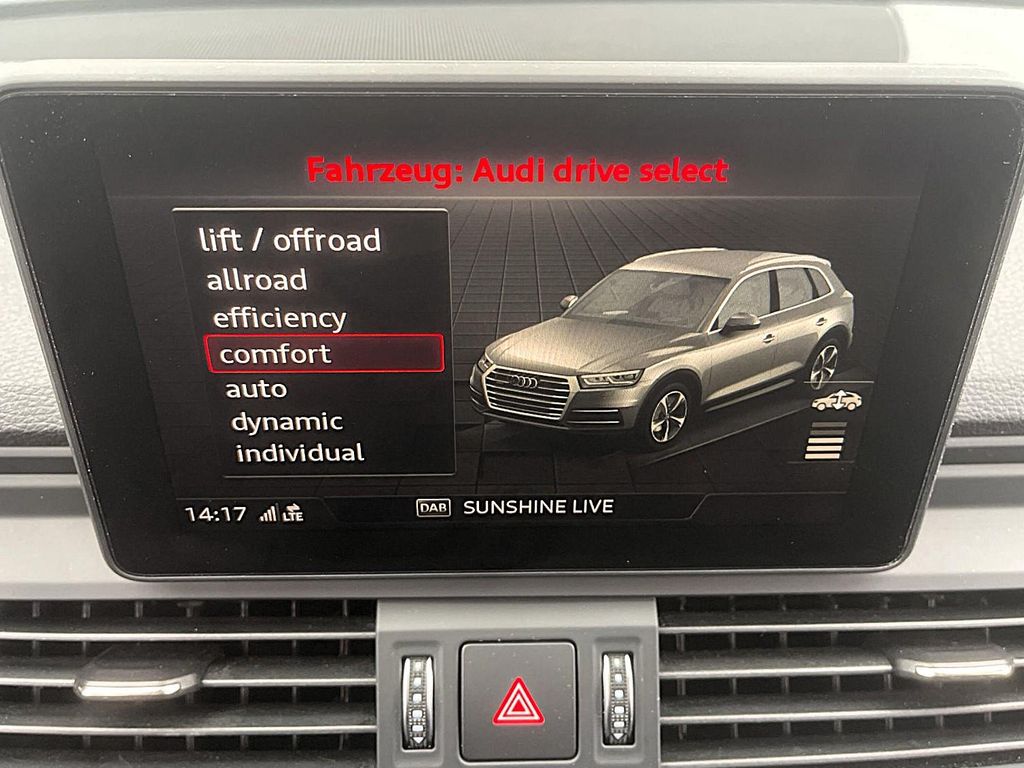 Fahrzeug: Audi drive select
lift / offroad
allroad
efficiency
comfort
auto
dynamic
individual
14:17 LTE
DAB SUNSHINE LIVE